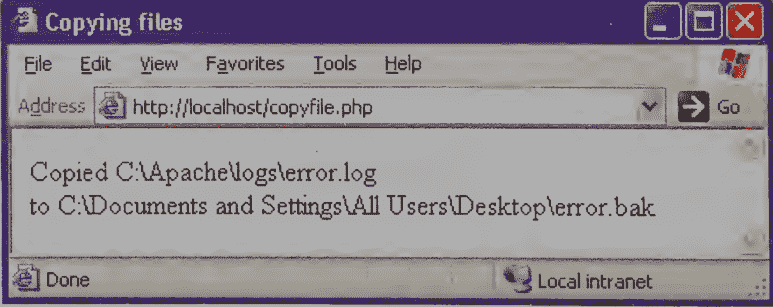 Copying files
File Edit View Favorites Tools Help
Address http://localhost/copyfile.php Go
Copied C:\Apache\logs\error.log
to C:\Documents and Settings\All Users\Desktop\error.bak
Done Local intranet